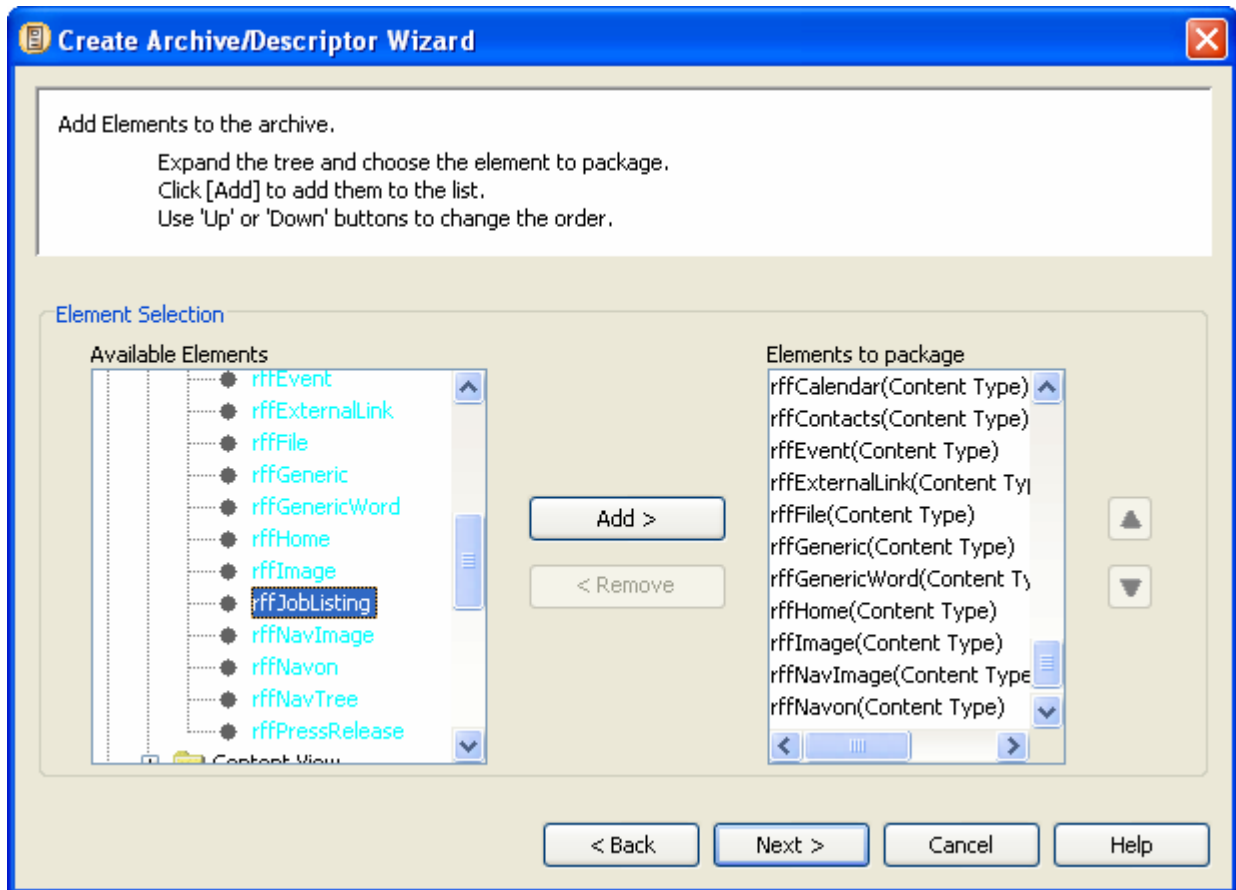 Create Archive/Descriptor Wizard
Add Elements to the archive.
Expand the tree and choose the element to package.
Click [Add] to add them to the list.
Use 'Up' or 'Down' buttons to change the order.
Element Selection
Available Elements
rffEvent
rffExternalLink
rffFile
rffGeneric
rffGenericWord
rffHome
rffImage
rffJobListing
rffNavImage
rffNavon
rffNavTree
rffPressRelease
Content View
Add >
< Remove
Elements to package
rffCalendar(Content Type)
rffContacts(Content Type)
rffEvent(Content Type)
rffExternalLink(Content Ty
rffFile(Content Type)
rffGeneric(Content Type)
rffGenericWord(Content Ty
rffHome(Content Type)
rffImage(Content Type)
rffNavImage(Content Type
rffNavon(Content Type)
< Back
Next >
Cancel
Help